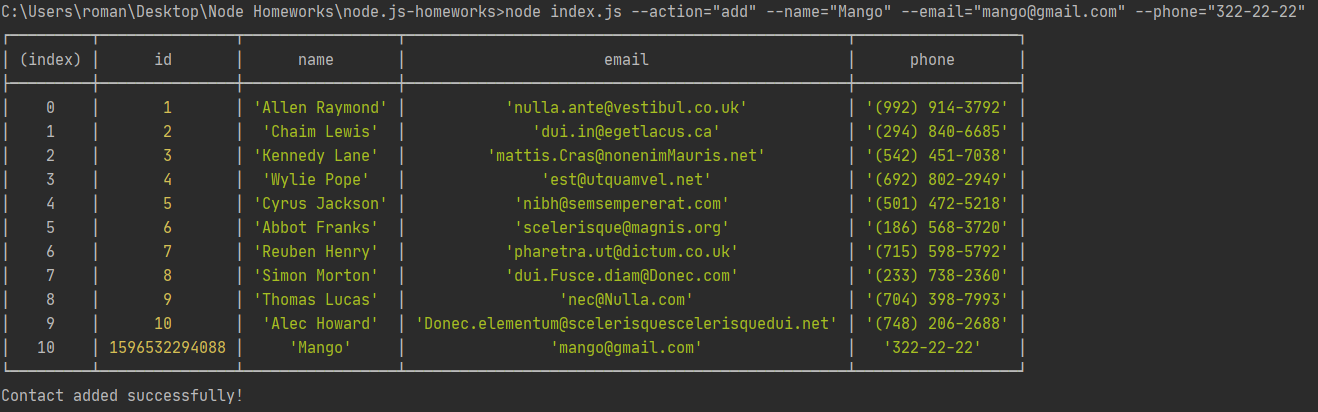 C:\Users\roman\Desktop\Node Homeworks\node.js-homeworks>node index.js --action="add" --name="Mango" --email="mango@gmail.com" --phone="322-22-22"
(index) id name email phone
0 1 'Allen Raymond' 'nulla.ante@vestibul.co.uk' '(992) 914-3792'
1 2 'Chaim Lewis' 'dui.in@egetlacus.ca' '(294) 840-6685'
2 3 'Kennedy Lane' 'mattis.Cras@nonenimMauris.net' '(542) 451-7038'
3 4 'Wylie Pope' 'est@utquamvel.net' '(692) 802-2949'
4 5 'Cyrus Jackson' 'nibh@semsempererat.com' '(501) 472-5218'
5 6 'Abbot Franks' 'scelerisque@magnis.org' '(186) 568-3720'
6 7 'Reuben Henry' 'pharetra.ut@dictum.co.uk' '(715) 598-5792'
7 8 'Simon Morton' 'dui.Fusce.diam@Donec.com' '(233) 738-2360'
8 9 'Thomas Lucas' 'nec@Nulla.com' '(704) 398-7993'
9 10 'Alec Howard' 'Donec.elementum@scelerisquescelerisquedui.net' '(748) 206-2688'
10 1596532294088 'Mango' 'mango@gmail.com' '322-22-22'
Contact added successfully!